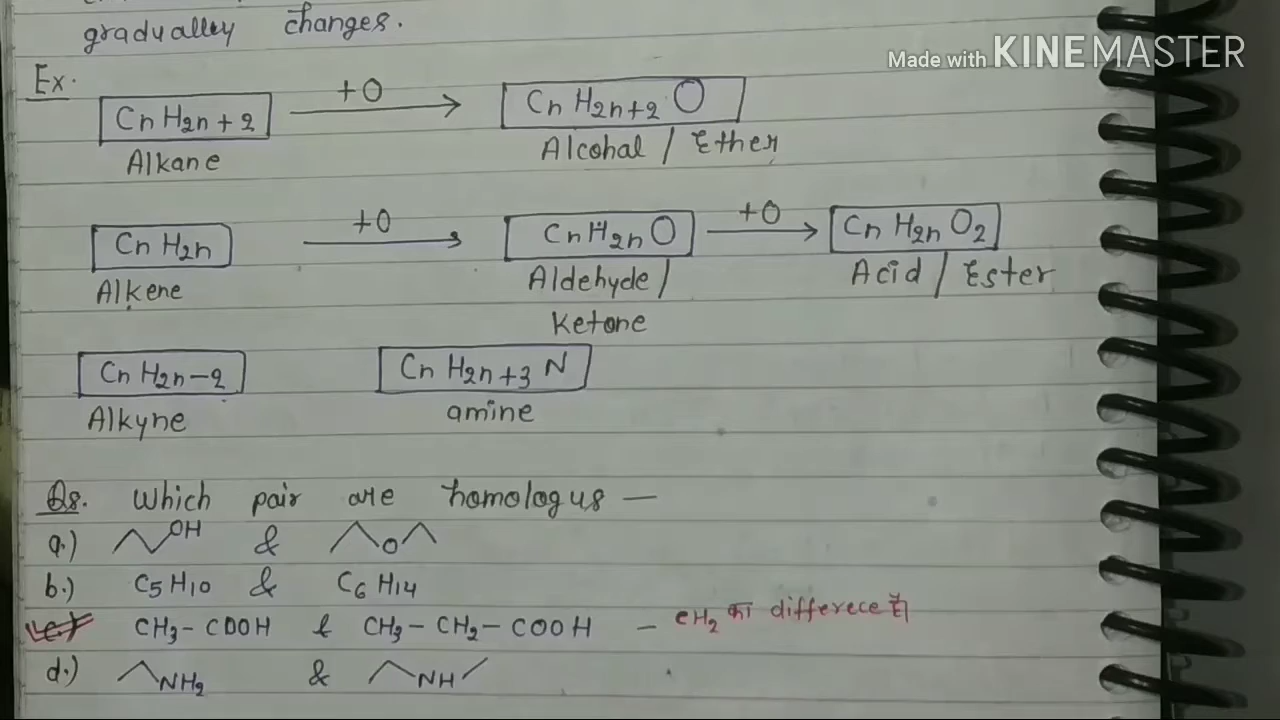 gradualley changes.
Made with KINEMASTER
Ex.
CnH2n+2 +O CnH2n+2O
Alkane Alcohal / Ether
CnH2n +O CnH2nO +O CnH2nO2
Alkene Aldehyde / Acid / Ester
ketone
CnH2n-2 CnH2n+3N
Alkyne amine
Qs. Which pair are homologus —
a.) OH & O
b.) C5H10 & C6H14
c) CH3-COOH & CH3-CH2-COOH — CH2 का differece है।
d.) NH2 & NH